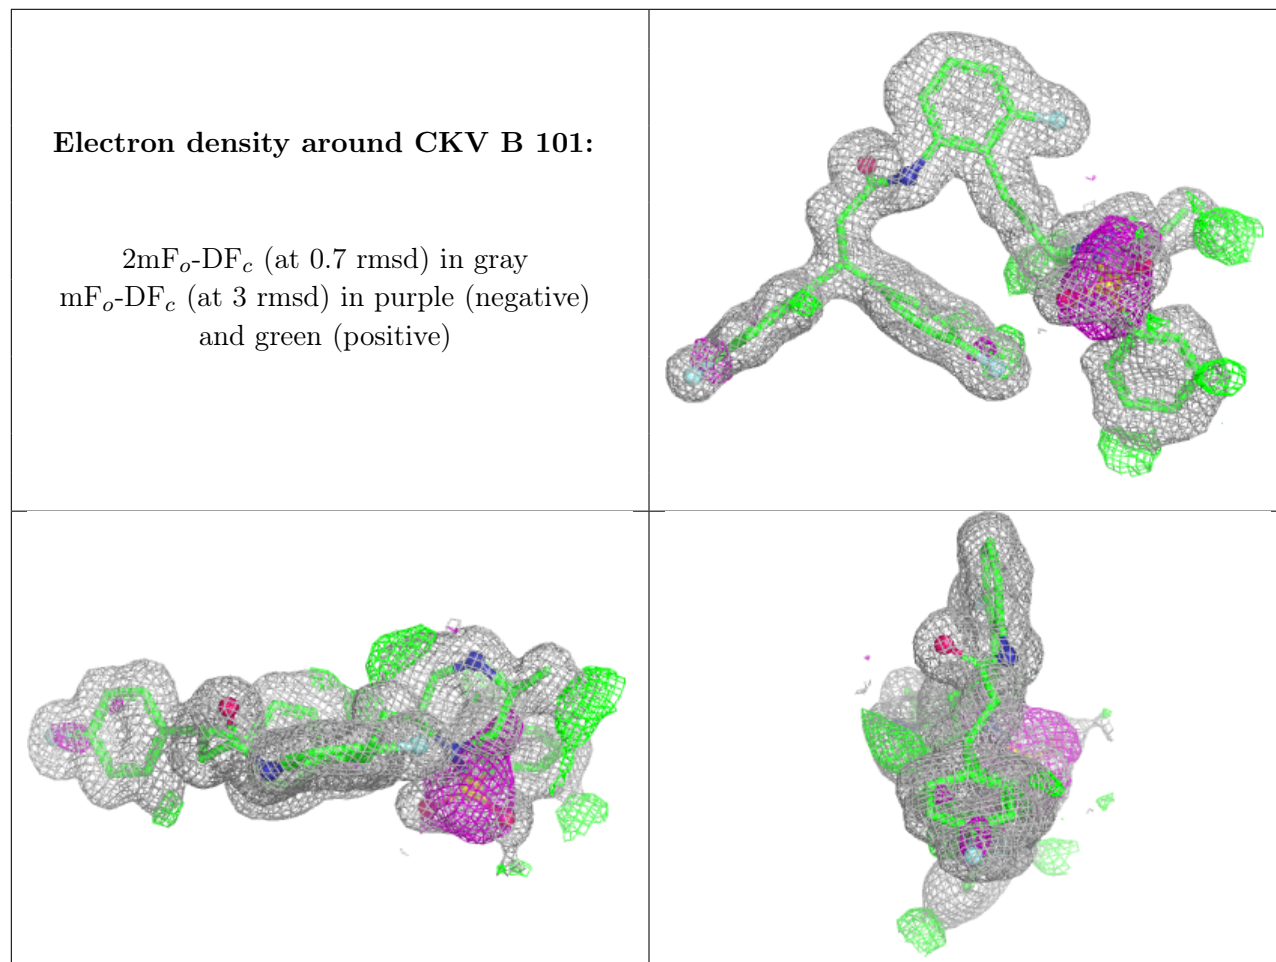 Electron density around CKV B 101:
2mFo-DFc (at 0.7 rmsd) in gray
mFo-DFc (at 3 rmsd) in purple (negative)
and green (positive)